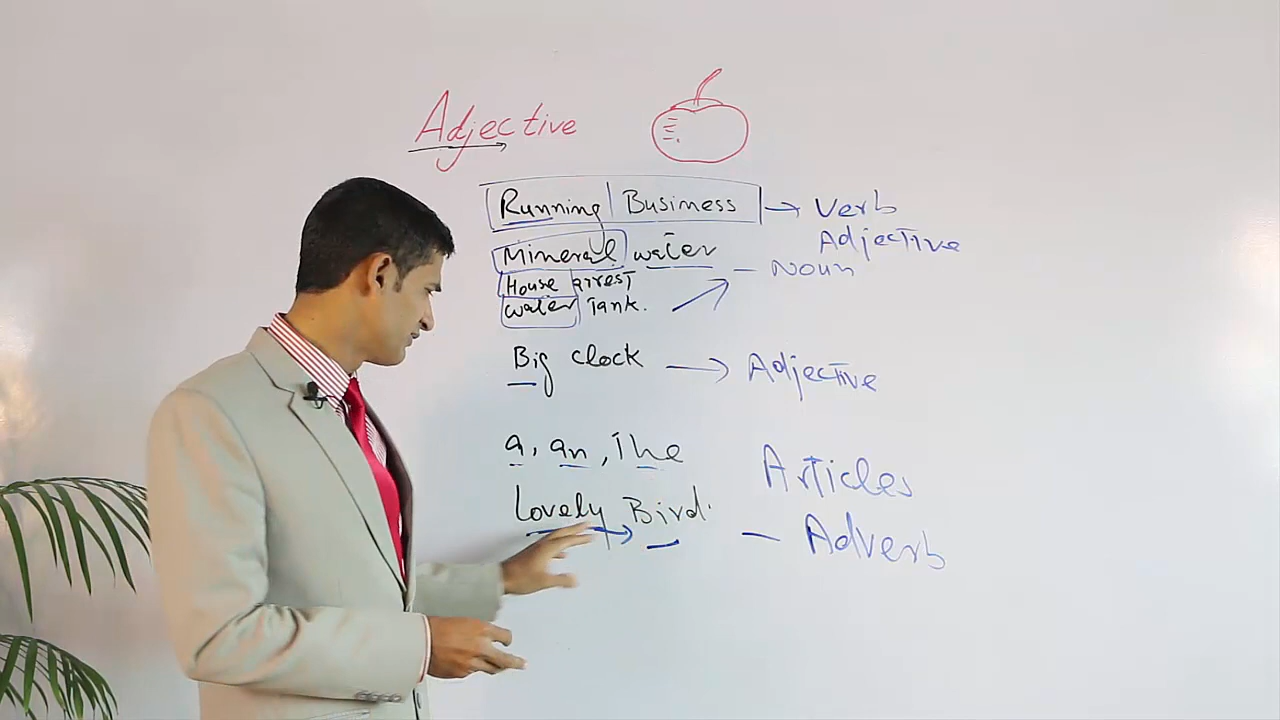 Adjective
Running Business → Verb
Adjective
Mineral water - Noun
House arrest
water Tank.
Big clock → Adjective
a, an, The Articles
Lovely Bird. - Adverb